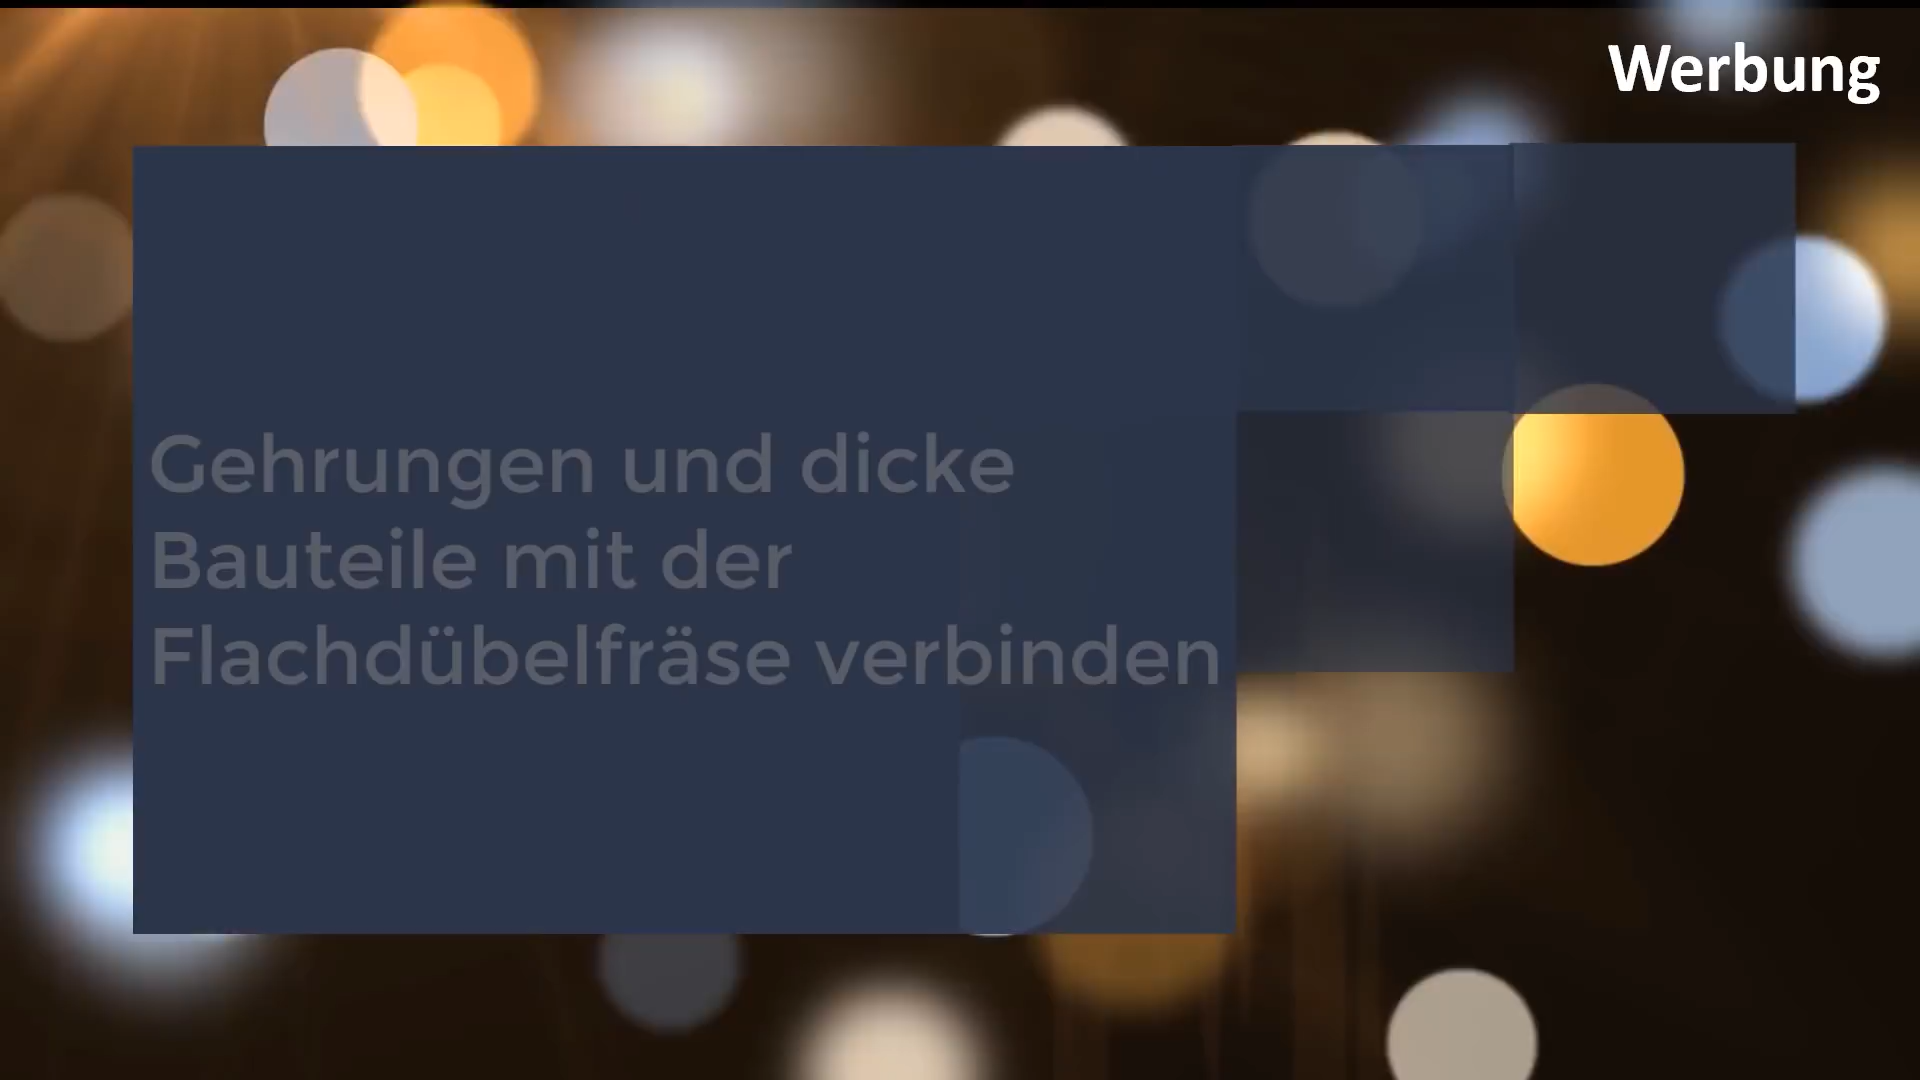 Werbung
Gehrungen und dicke
Bauteile mit der
Flachdübelfräse verbinden